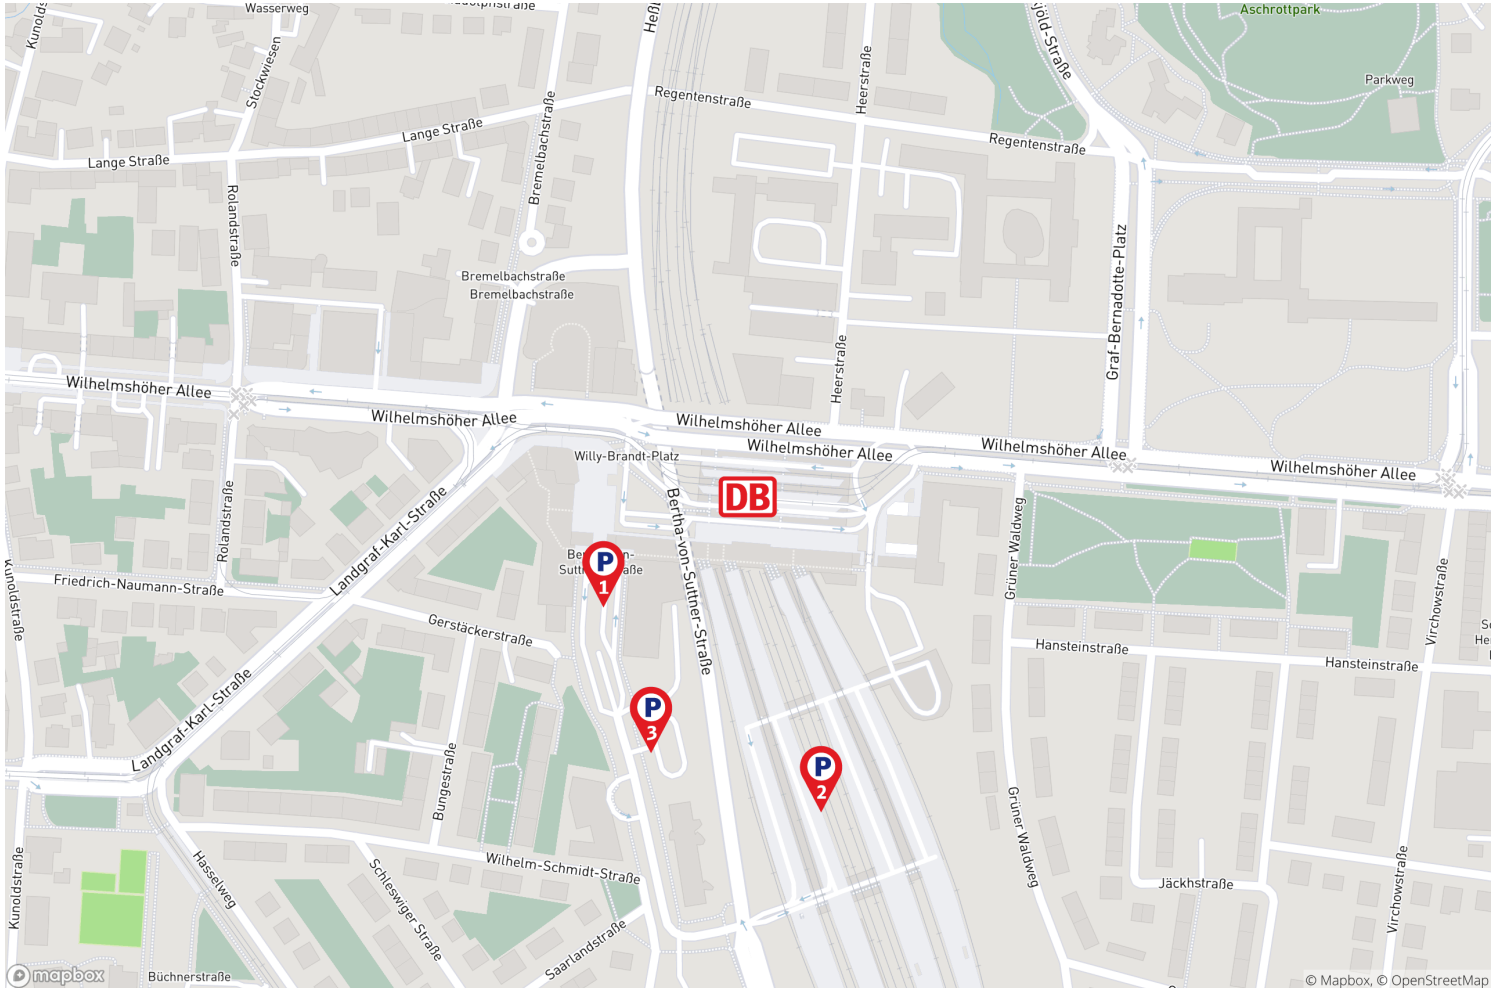 Wasserweg
Aschrottpark
Stockwiesen
Parkweg
Regentenstraße
Heerstraße
Lange Straße
Regentenstraße
Lange Straße
Bremelbachstraße
Rolandstraße
Graf-Bernadotte-Platz
Bremelbachstraße
Bremelbachstraße
Heerstraße
Wilhelmshöher Allee
Wilhelmshöher Allee
Wilhelmshöher Allee
Wilhelmshöher Allee
Wilhelmshöher Allee
Wilhelmshöher Allee
Willy-Brandt-Platz
DB
Rolandstraße
Landgraf-Karl-Straße
Bertha-von-Suttner-Straße
Grüner Waldweg
P
1
Friedrich-Naumann-Straße
Kunoldstraße
Gerstäckerstraße
Virchowstraße
Hansteinstraße
Hansteinstraße
Landgraf-Karl-Straße
P
3
P
2
Bungestraße
Grüner Waldweg
Wilhelm-Schmidt-Straße
Hasselweg
Schleswiger Straße
Kunoldstraße
Jäckhstraße
Virchowstraße
Saarlandstraße
Büchnerstraße
mapbox
© Mapbox, © OpenStreetMap